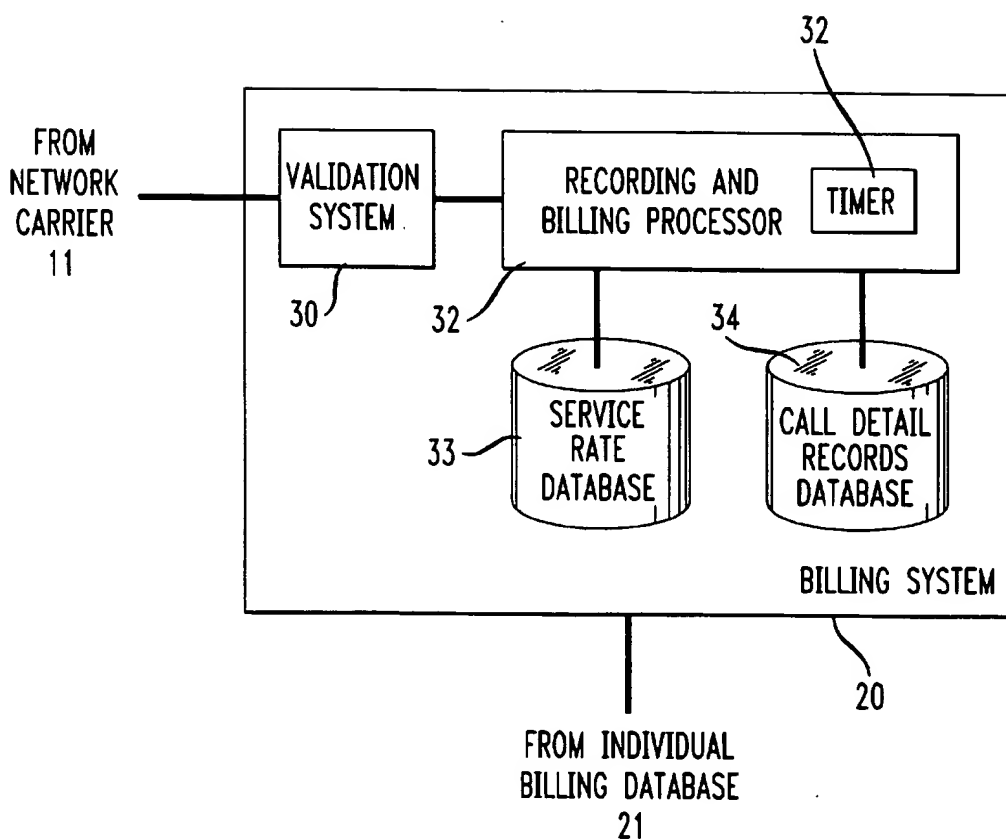 32
FROM
NETWORK
CARRIER
11
VALIDATION
SYSTEM
RECORDING AND
BILLING PROCESSOR
TIMER
30
32
34
33
SERVICE
RATE
DATABASE
CALL DETAIL
RECORDS
DATABASE
BILLING SYSTEM
20
FROM INDIVIDUAL
BILLING DATABASE
21